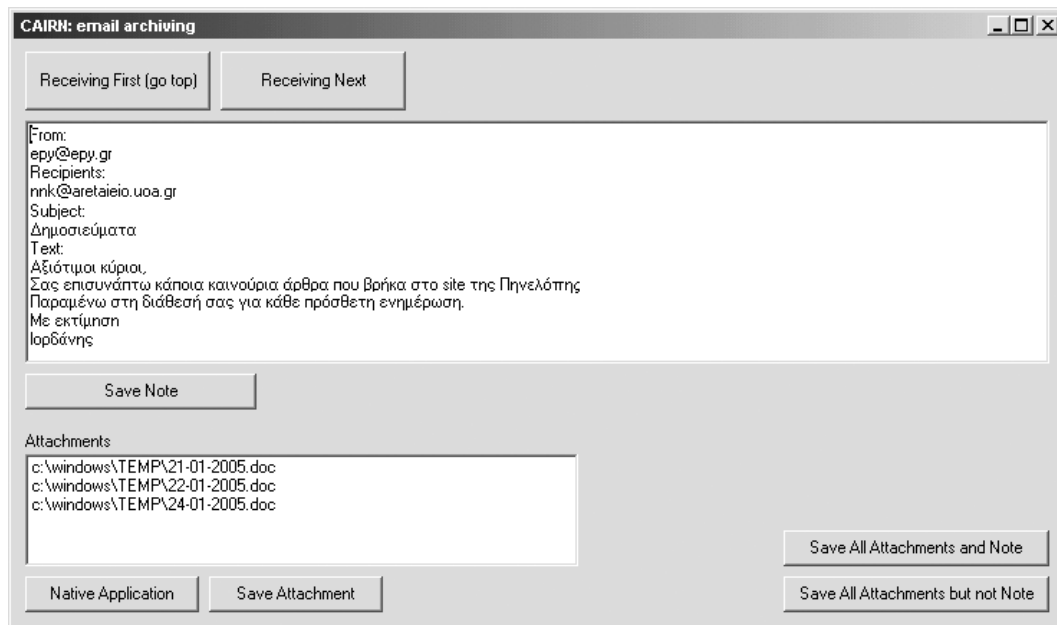 CAIRN: email archiving
Receiving First (go top)
Receiving Next
From:
epy@epy.gr
Recipients:
nnk@aretaieio.uoa.gr
Subject:
Δημοσιεύματα
Text:
Αξιότιμοι κύριοι,
Σας επισυνάπτω κάποια καινούρια άρθρα που βρήκα στο site της Πηνελόπης
Παραμένω στη διάθεσή σας για κάθε πρόσθετη ενημέρωση.
Με εκτίμηση
Ιορδάνης
Save Note
Attachments
c:\windows\TEMP\21-01-2005.doc
c:\windows\TEMP\22-01-2005.doc
c:\windows\TEMP\24-01-2005.doc
Save All Attachments and Note
Native Application
Save Attachment
Save All Attachments but not Note